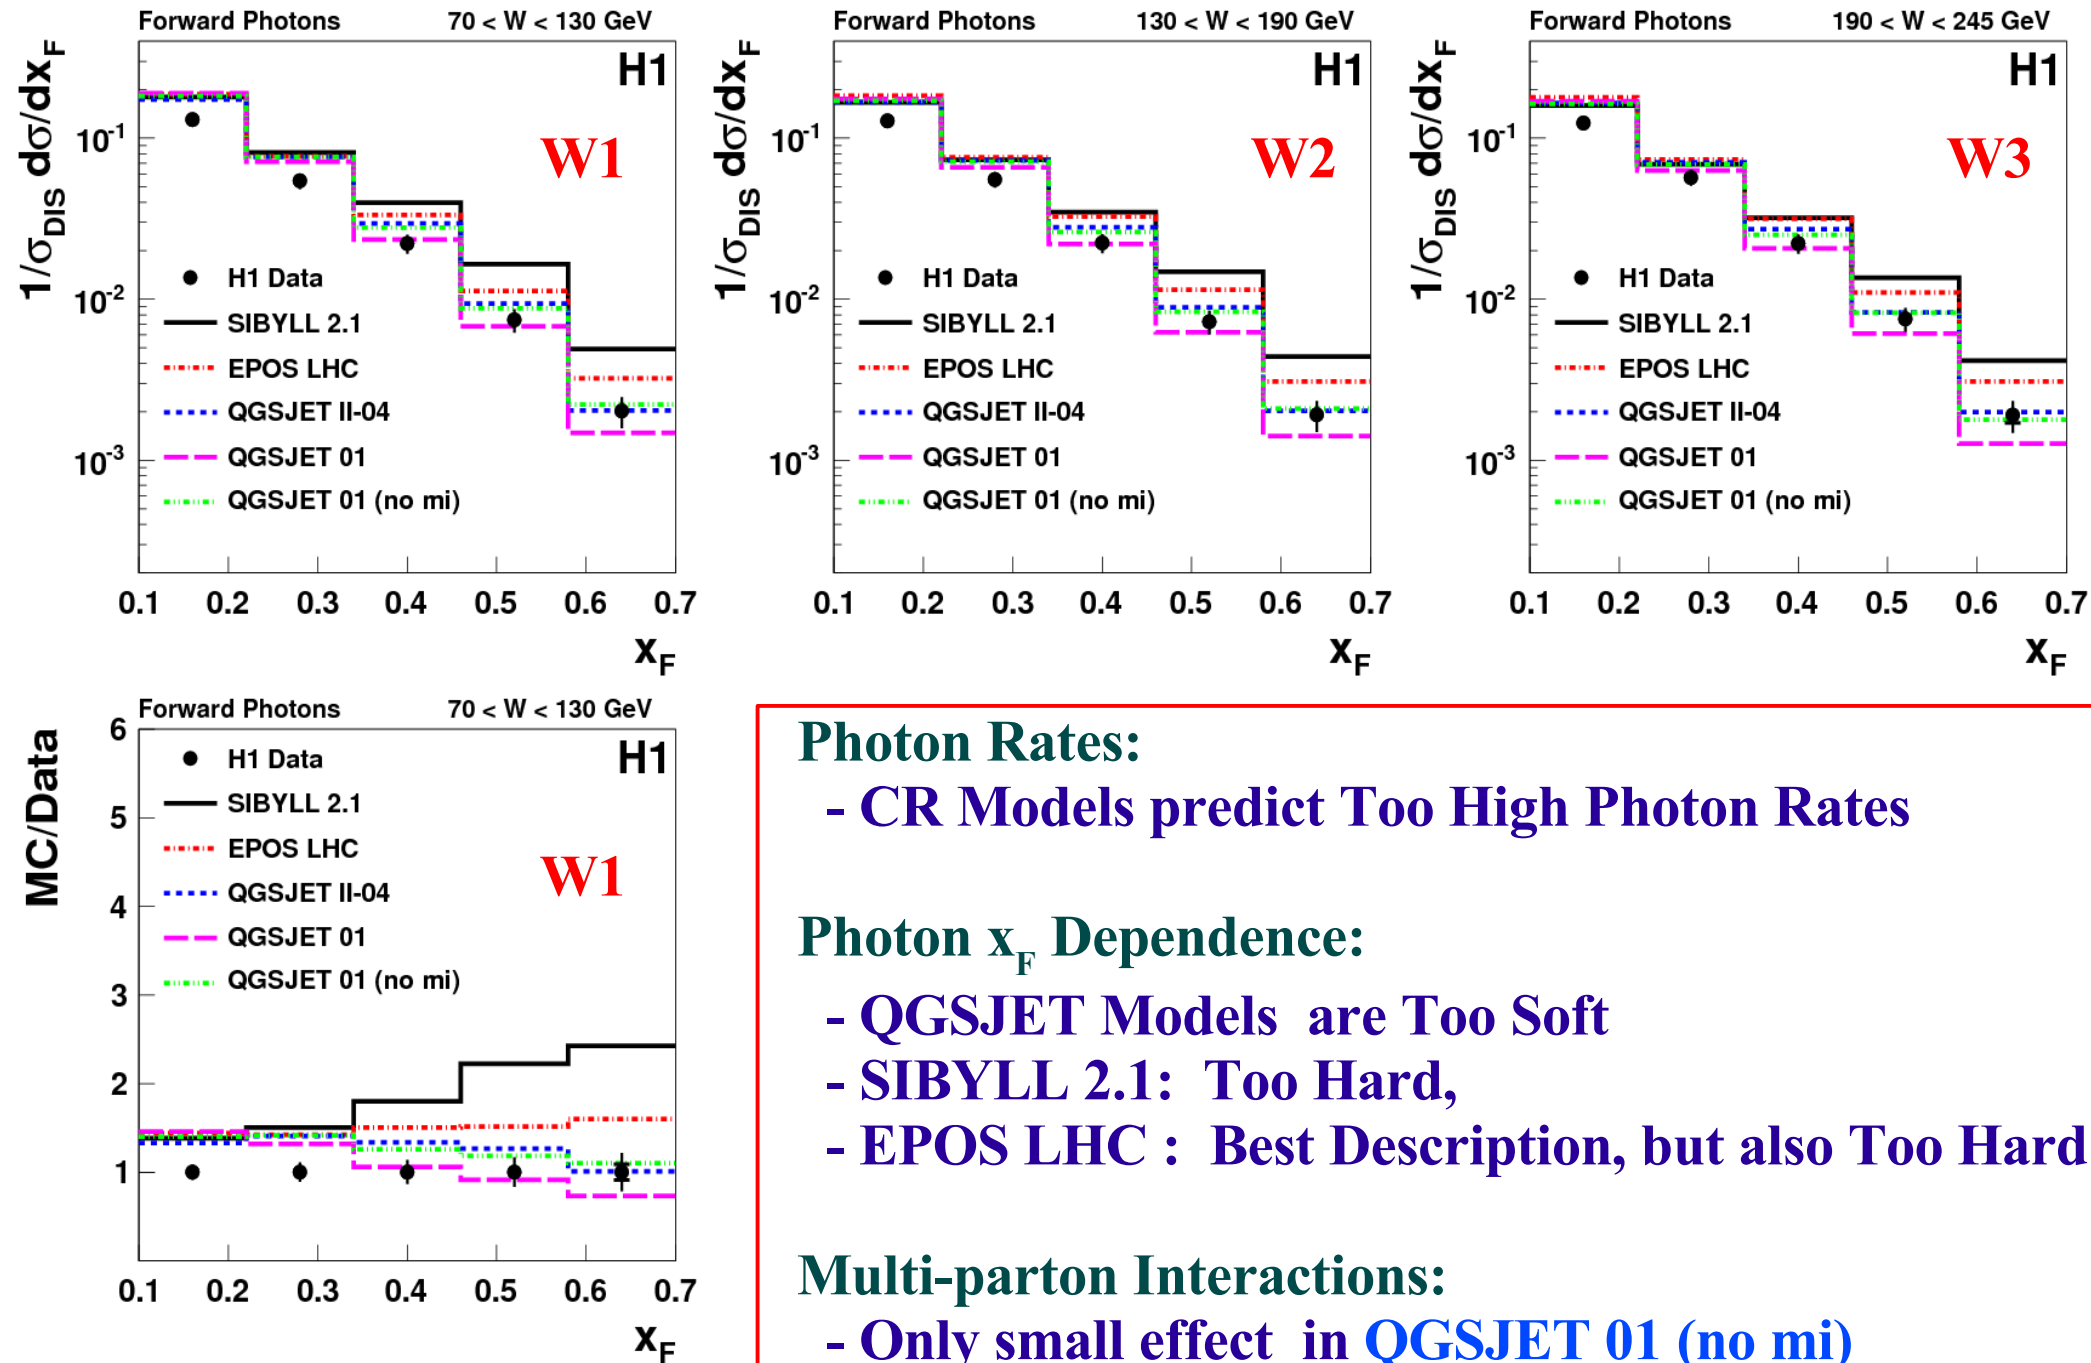 Forward Photons 70 < W < 130 GeV
H1
W1
1/σDIS dσ/dxF
10-1
10-2
10-3
H1 Data
SIBYLL 2.1
EPOS LHC
QGSJET II-04
QGSJET 01
QGSJET 01 (no mi)
0.1 0.2 0.3 0.4 0.5 0.6 0.7
xF
Forward Photons 130 < W < 190 GeV
H1
W2
1/σDIS dσ/dxF
10-1
10-2
10-3
H1 Data
SIBYLL 2.1
EPOS LHC
QGSJET II-04
QGSJET 01
QGSJET 01 (no mi)
0.1 0.2 0.3 0.4 0.5 0.6 0.7
xF
Forward Photons 190 < W < 245 GeV
H1
W3
1/σDIS dσ/dxF
10-1
10-2
10-3
H1 Data
SIBYLL 2.1
EPOS LHC
QGSJET II-04
QGSJET 01
QGSJET 01 (no mi)
0.1 0.2 0.3 0.4 0.5 0.6 0.7
xF
Forward Photons 70 < W < 130 GeV
H1
W1
MC/Data
6
5
4
3
2
1
H1 Data
SIBYLL 2.1
EPOS LHC
QGSJET II-04
QGSJET 01
QGSJET 01 (no mi)
0.1 0.2 0.3 0.4 0.5 0.6 0.7
xF
Photon Rates:
- CR Models predict Too High Photon Rates
Photon xF Dependence:
- QGSJET Models are Too Soft
- SIBYLL 2.1: Too Hard,
- EPOS LHC : Best Description, but also Too Hard
Multi-parton Interactions:
- Only small effect in QGSJET 01 (no mi)